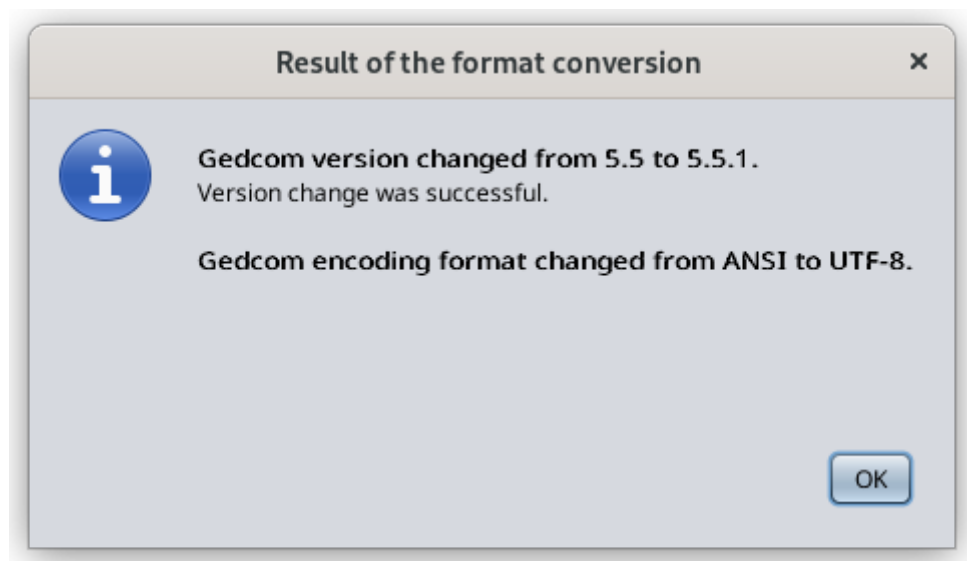 Result of the format conversion
Gedcom version changed from 5.5 to 5.5.1.
Version change was successful.
Gedcom encoding format changed from ANSI to UTF-8.
OK